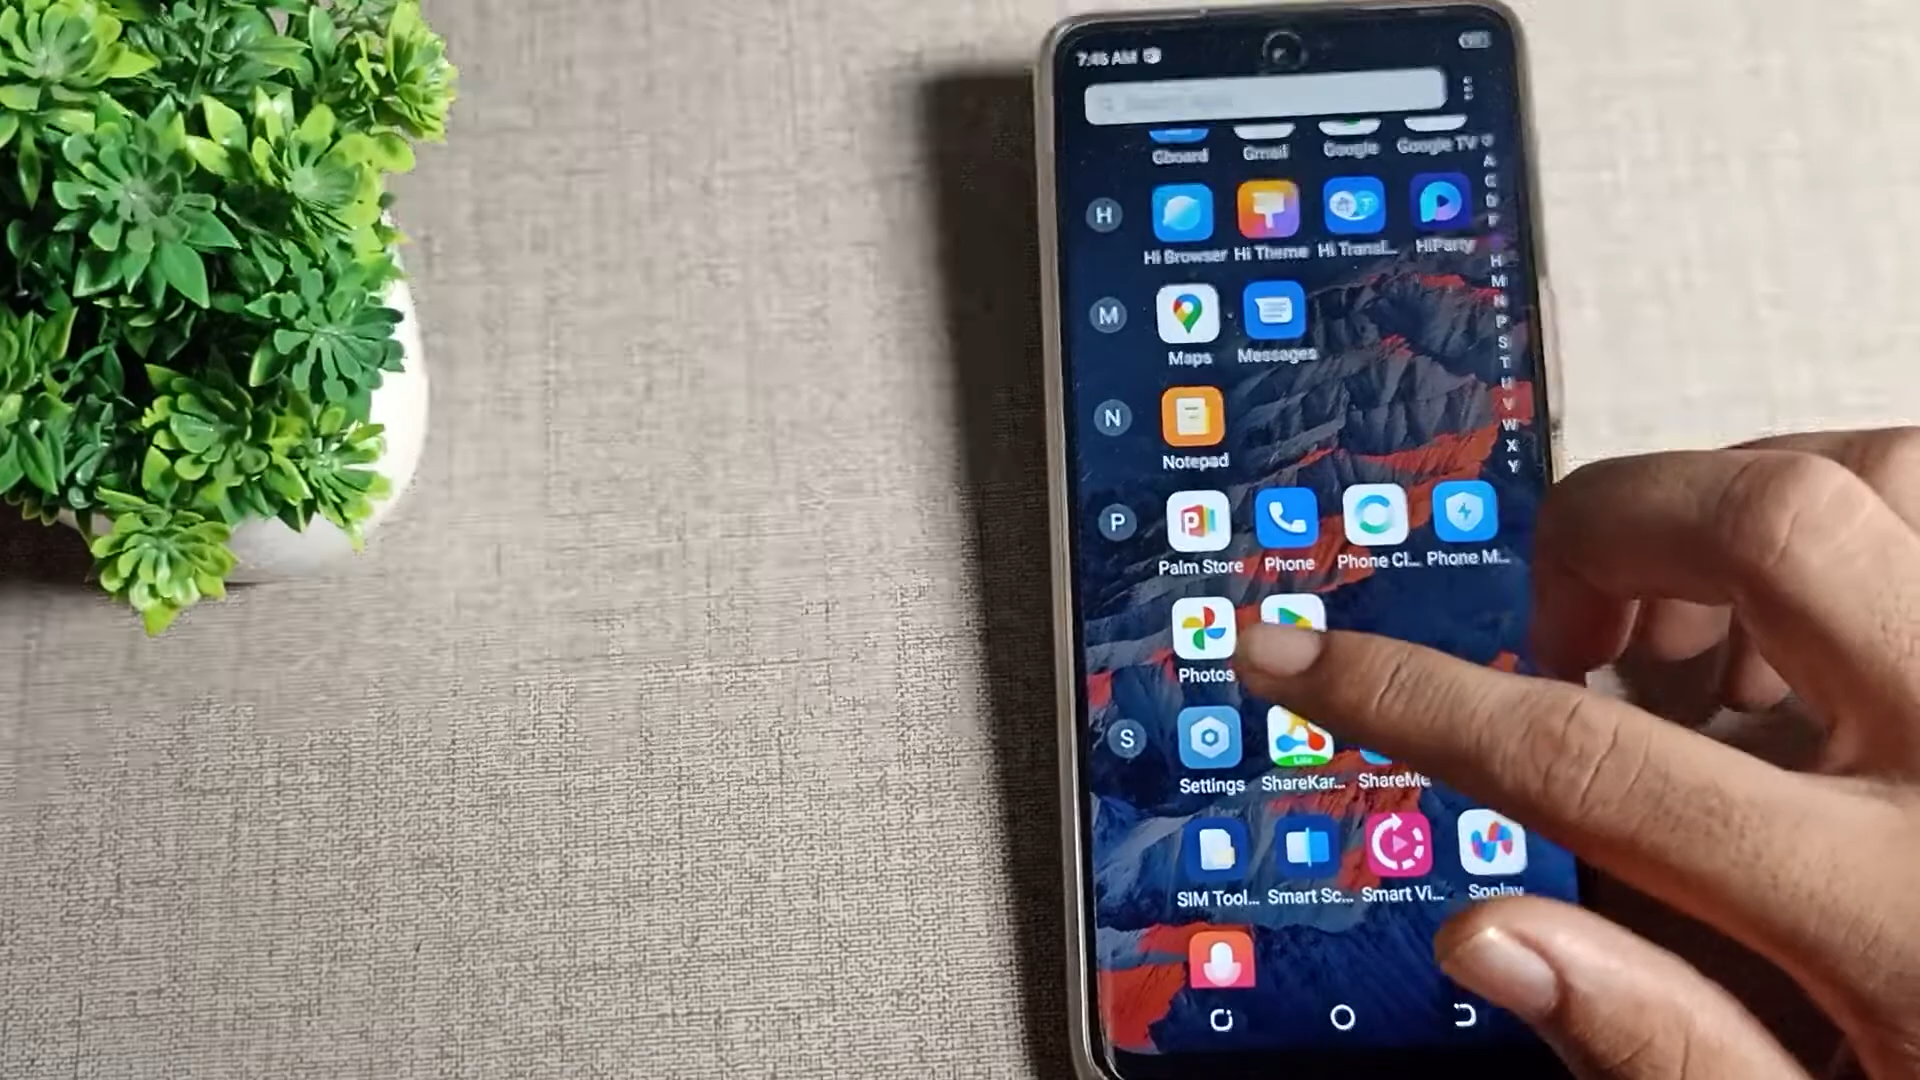 7:46 AM
Gboard Gmail Google Google TV
H
Hi Browser Hi Theme Hi Transl... HiParty
M
Maps Messages
N
Notepad
P
Palm Store Phone Phone Cl... Phone M...
Photos
S
Settings ShareKar... ShareMe
Lite
SIM Tool... Smart Sc... Smart Vi... Soplay
A
C
D
F
H
M
N
P
S
T
U
V
W
X
Y